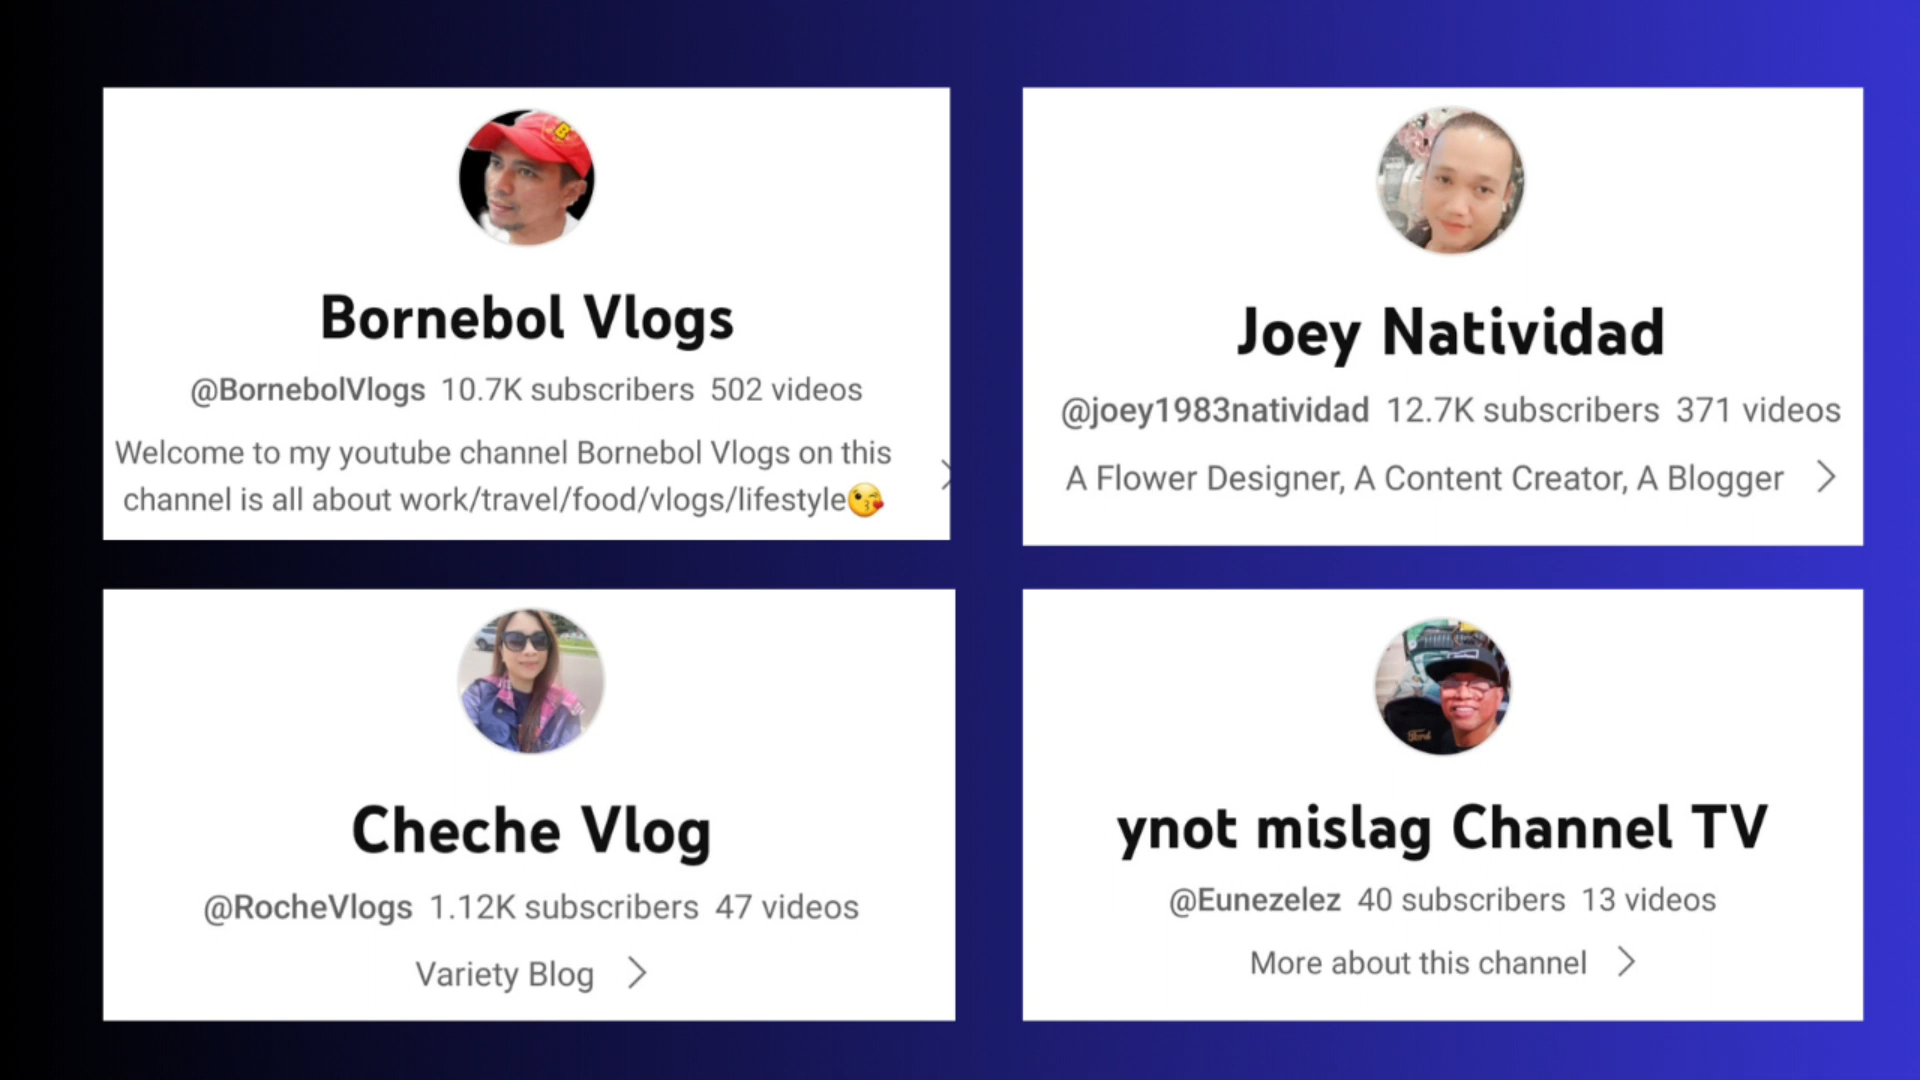 Bornebol Vlogs
@BornebolVlogs 10.7K subscribers 502 videos
Welcome to my youtube channel Bornebol Vlogs on this
channel is all about work/travel/food/vlogs/lifestyle😘
Joey Natividad
@joey1983natividad 12.7K subscribers 371 videos
A Flower Designer, A Content Creator, A Blogger
Cheche Vlog
@RocheVlogs 1.12K subscribers 47 videos
Variety Blog
Ford
ynot mislag Channel TV
@Eunezelez 40 subscribers 13 videos
More about this channel